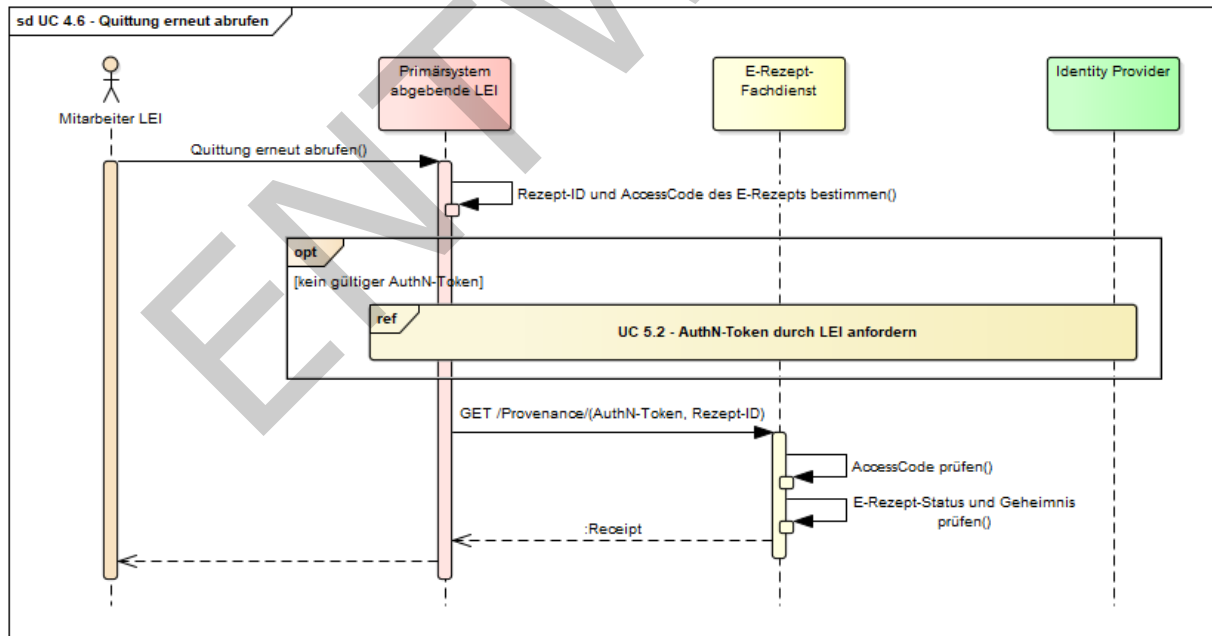 sd UC 4.6 - Quittung erneut abrufen
Mitarbeiter LEI
Primärsystem
abgebende LEI
E-Rezept-
Fachdienst
Identity Provider
Quittung erneut abrufen()
Rezept-ID und AccessCode des E-Rezepts bestimmen()
opt
[kein gültiger AuthN-Token]
ref
UC 5.2 - AuthN-Token durch LEI anfordern
GET /Provenance/(AuthN-Token, Rezept-ID)
AccessCode prüfen()
E-Rezept-Status und Geheimnis
prüfen()
:Receipt